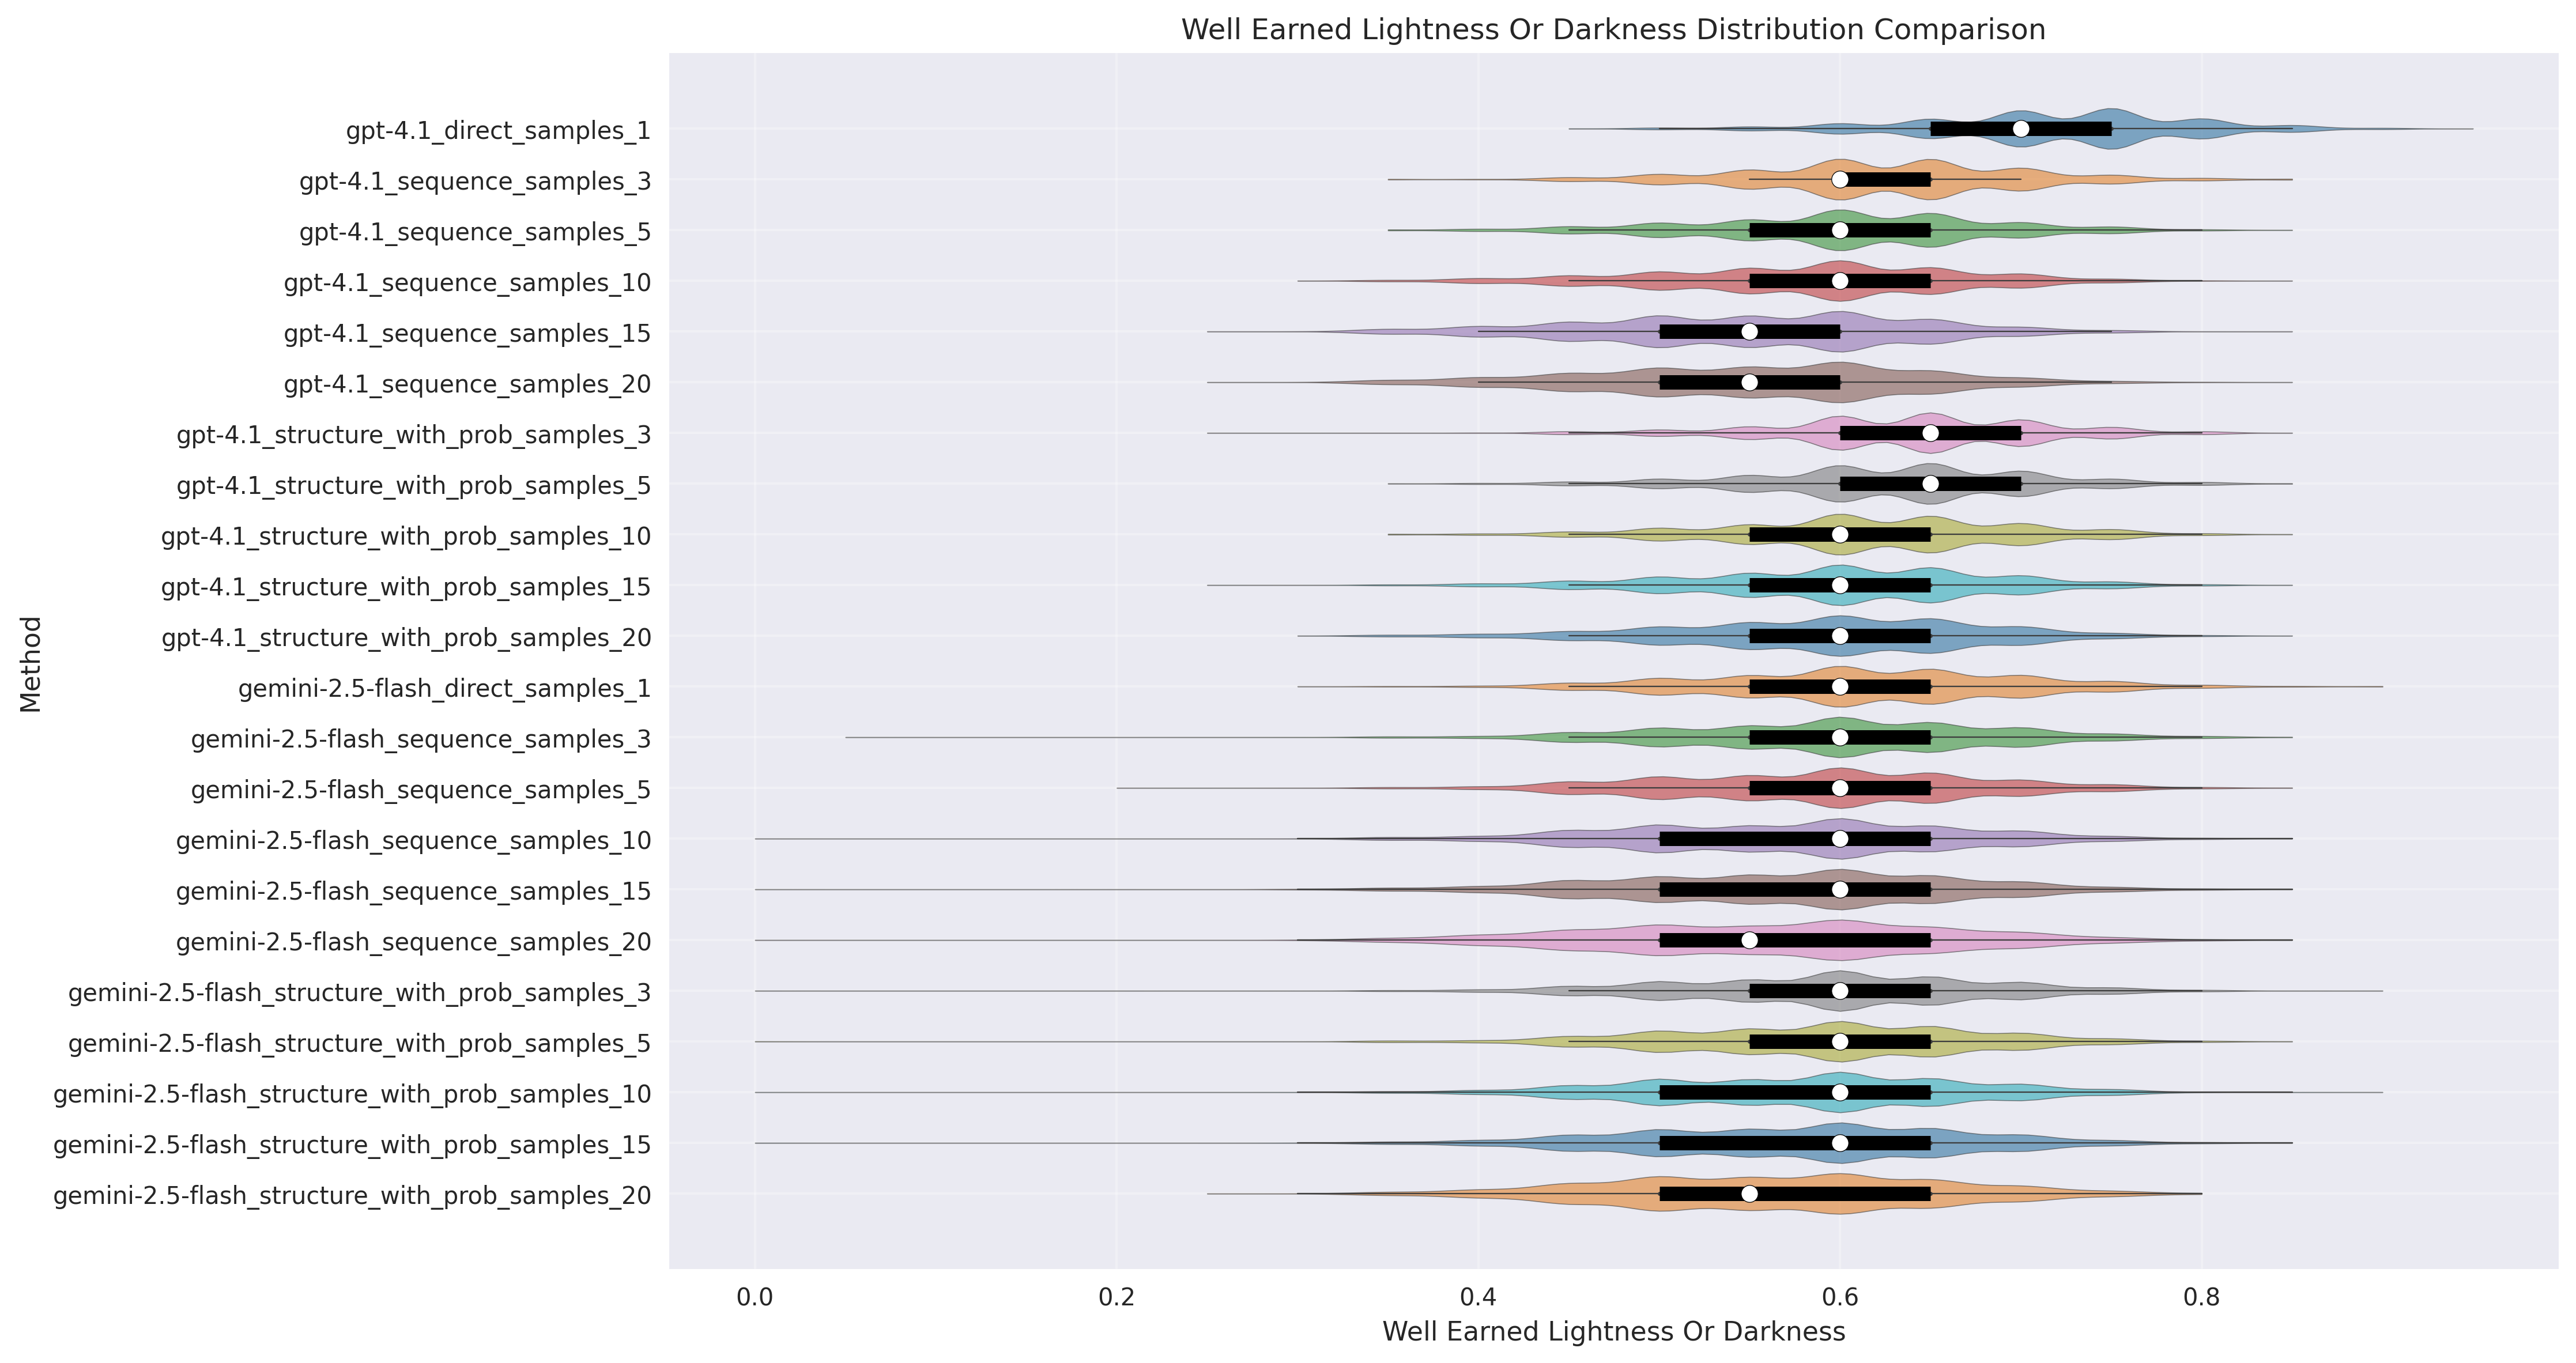 Well Earned Lightness Or Darkness Distribution Comparison
gpt-4.1_direct_samples_1
gpt-4.1_sequence_samples_3
gpt-4.1_sequence_samples_5
gpt-4.1_sequence_samples_10
gpt-4.1_sequence_samples_15
gpt-4.1_sequence_samples_20
gpt-4.1_structure_with_prob_samples_3
gpt-4.1_structure_with_prob_samples_5
gpt-4.1_structure_with_prob_samples_10
gpt-4.1_structure_with_prob_samples_15
gpt-4.1_structure_with_prob_samples_20
gemini-2.5-flash_direct_samples_1
gemini-2.5-flash_sequence_samples_3
gemini-2.5-flash_sequence_samples_5
gemini-2.5-flash_sequence_samples_10
gemini-2.5-flash_sequence_samples_15
gemini-2.5-flash_sequence_samples_20
gemini-2.5-flash_structure_with_prob_samples_3
gemini-2.5-flash_structure_with_prob_samples_5
gemini-2.5-flash_structure_with_prob_samples_10
gemini-2.5-flash_structure_with_prob_samples_15
gemini-2.5-flash_structure_with_prob_samples_20
Method
0.0 0.2 0.4 0.6 0.8
Well Earned Lightness Or Darkness